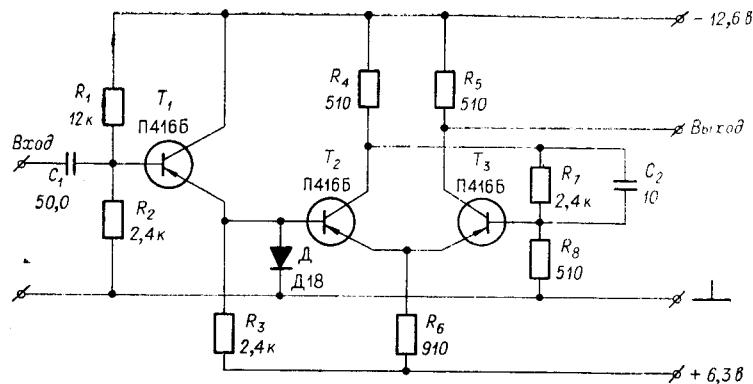 - 12,6 в
R4
510
R5
510
R1
12к
T1
П416Б
Вход
Выход
C1
50,0
T2
П416Б
T3
П416Б
R7
2,4к
C2
10
R2
2,4к
Д
Д18
R8
510
R3
2,4к
R6
910
+ 6,3 в